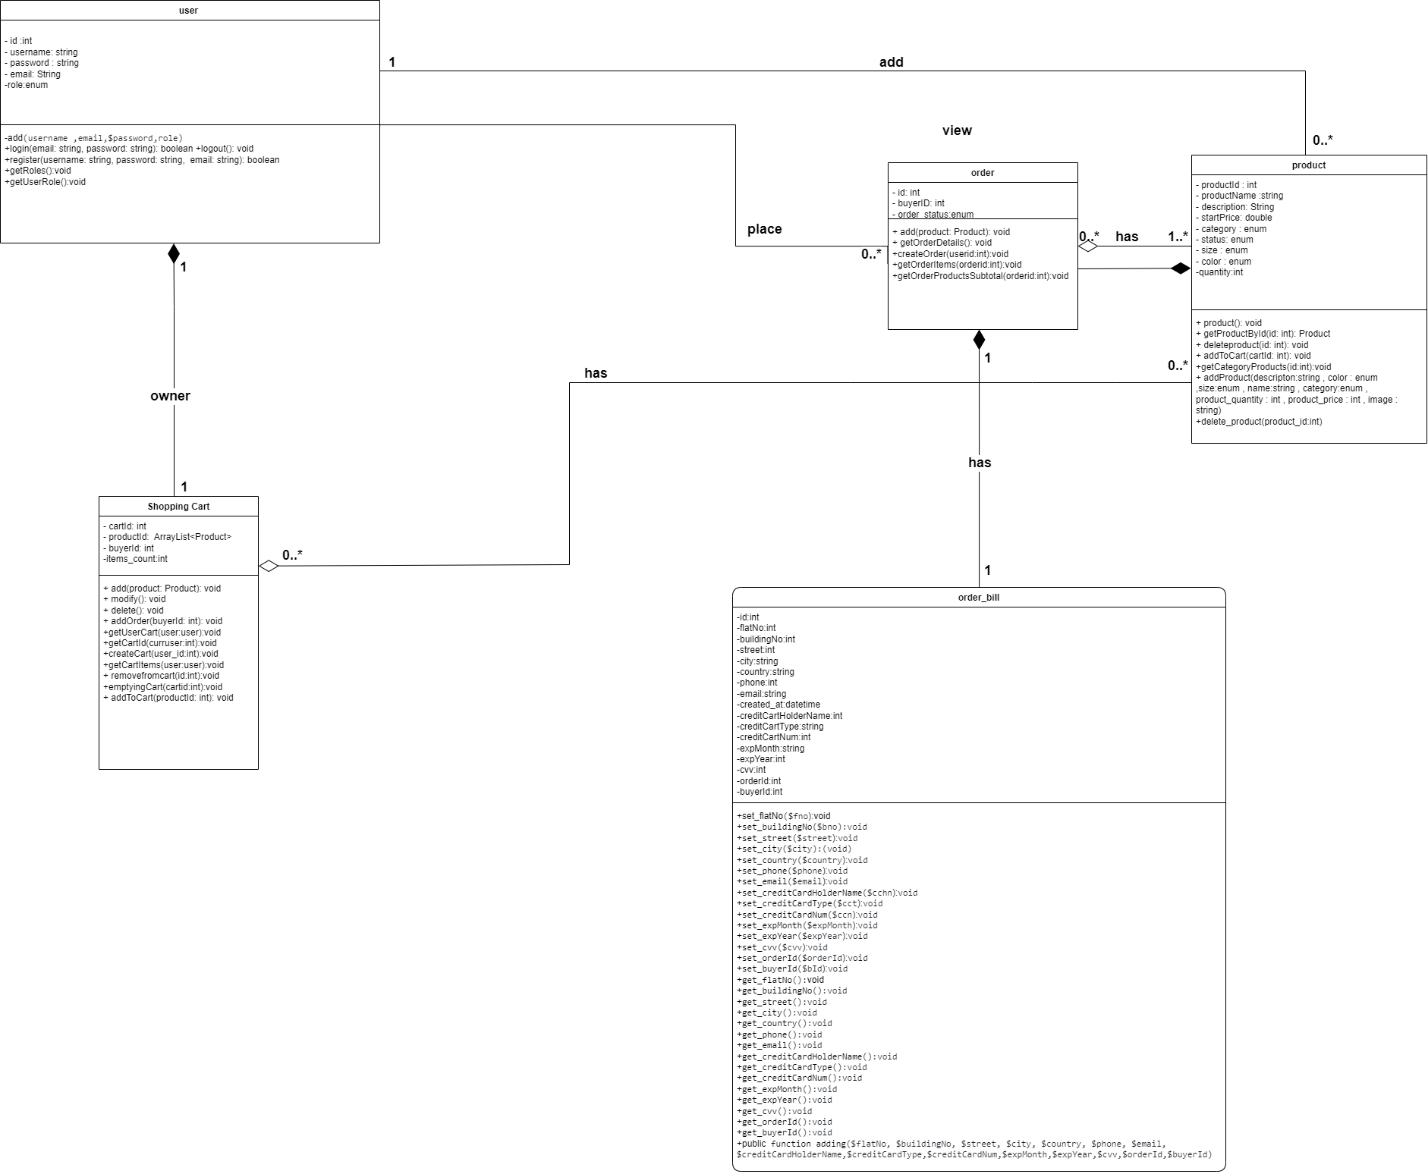 user
- id :int
- username: string
- password : string
- email: String
-role:enum
-add(username ,email,$password,role)
+login(email: string, password: string): boolean +logout(): void
+register(username: string, password: string,  email: string): boolean
+getRoles():void
+getUserRole():void
1
add
0..*
view
place
0..*
order
- id: int
- buyerID: int
- order_status:enum
+ add(product: Product): void
+ getOrderDetails(): void
+createOrder(userid:int):void
+getOrderItems(orderid:int):void
+getOrderProductsSubtotal(orderid:int):void
0..*
has
1..*
product
- productId : int
- productName :string
- description: String
- startPrice: double
- category : enum
- status: enum
- size : enum
- color : enum
-quantity:int
+ product(): void
+ getProductById(id: int): Product
+ deleteproduct(id: int): void
+ addToCart(cartId: int): void
+getCategoryProducts(id:int):void
+ addProduct(descripton:string , color : enum
,size:enum , name:string , category:enum ,
product_quantity : int , product_price : int , image :
string)
+delete_product(product_id:int)
1
owner
1
has
0..*
0..*
1
has
1
Shopping Cart
- cartId: int
- productId:  ArrayList<Product>
- buyerId: int
-items_count:int
+ add(product: Product): void
+ modify(): void
+ delete(): void
+ addOrder(buyerId: int): void
+getUserCart(user:user):void
+getCartId(curruser:int):void
+createCart(user_id:int):void
+getCartItems(user:user):void
+ removefromcart(id:int):void
+emptyingCart(cartid:int):void
+ addToCart(productId: int): void
order_bill
-id:int
-flatNo:int
-buildingNo:int
-street:int
-city:string
-country:string
-phone:int
-email:string
-created_at:datetime
-creditCartHolderName:int
-creditCartType:string
-creditCartNum:int
-expMonth:string
-expYear:int
-cvv:int
-orderId:int
-buyerId:int
+set_flatNo($fno):void
+set_buildingNo($bno):void
+set_street($street):void
+set_city($city):(void)
+set_country($country):void
+set_phone($phone):void
+set_email($email):void
+set_creditCardHolderName($cchn):void
+set_creditCardType($cct):void
+set_creditCardNum($ccn):void
+set_expMonth($expMonth):void
+set_expYear($expYear):void
+set_cvv($cvv):void
+set_orderId($orderId):void
+set_buyerId($bId):void
+get_flatNo():void
+get_buildingNo():void
+get_street():void
+get_city():void
+get_country():void
+get_phone():void
+get_email():void
+get_creditCardHolderName():void
+get_creditCardType():void
+get_creditCardNum():void
+get_expMonth():void
+get_expYear():void
+get_cvv():void
+get_orderId():void
+get_buyerId():void
+public function adding($flatNo, $buildingNo, $street, $city, $country, $phone, $email,
$creditCardHolderName,$creditCardType,$creditCardNum,$expMonth,$expYear,$cvv,$orderId,$buyerId)